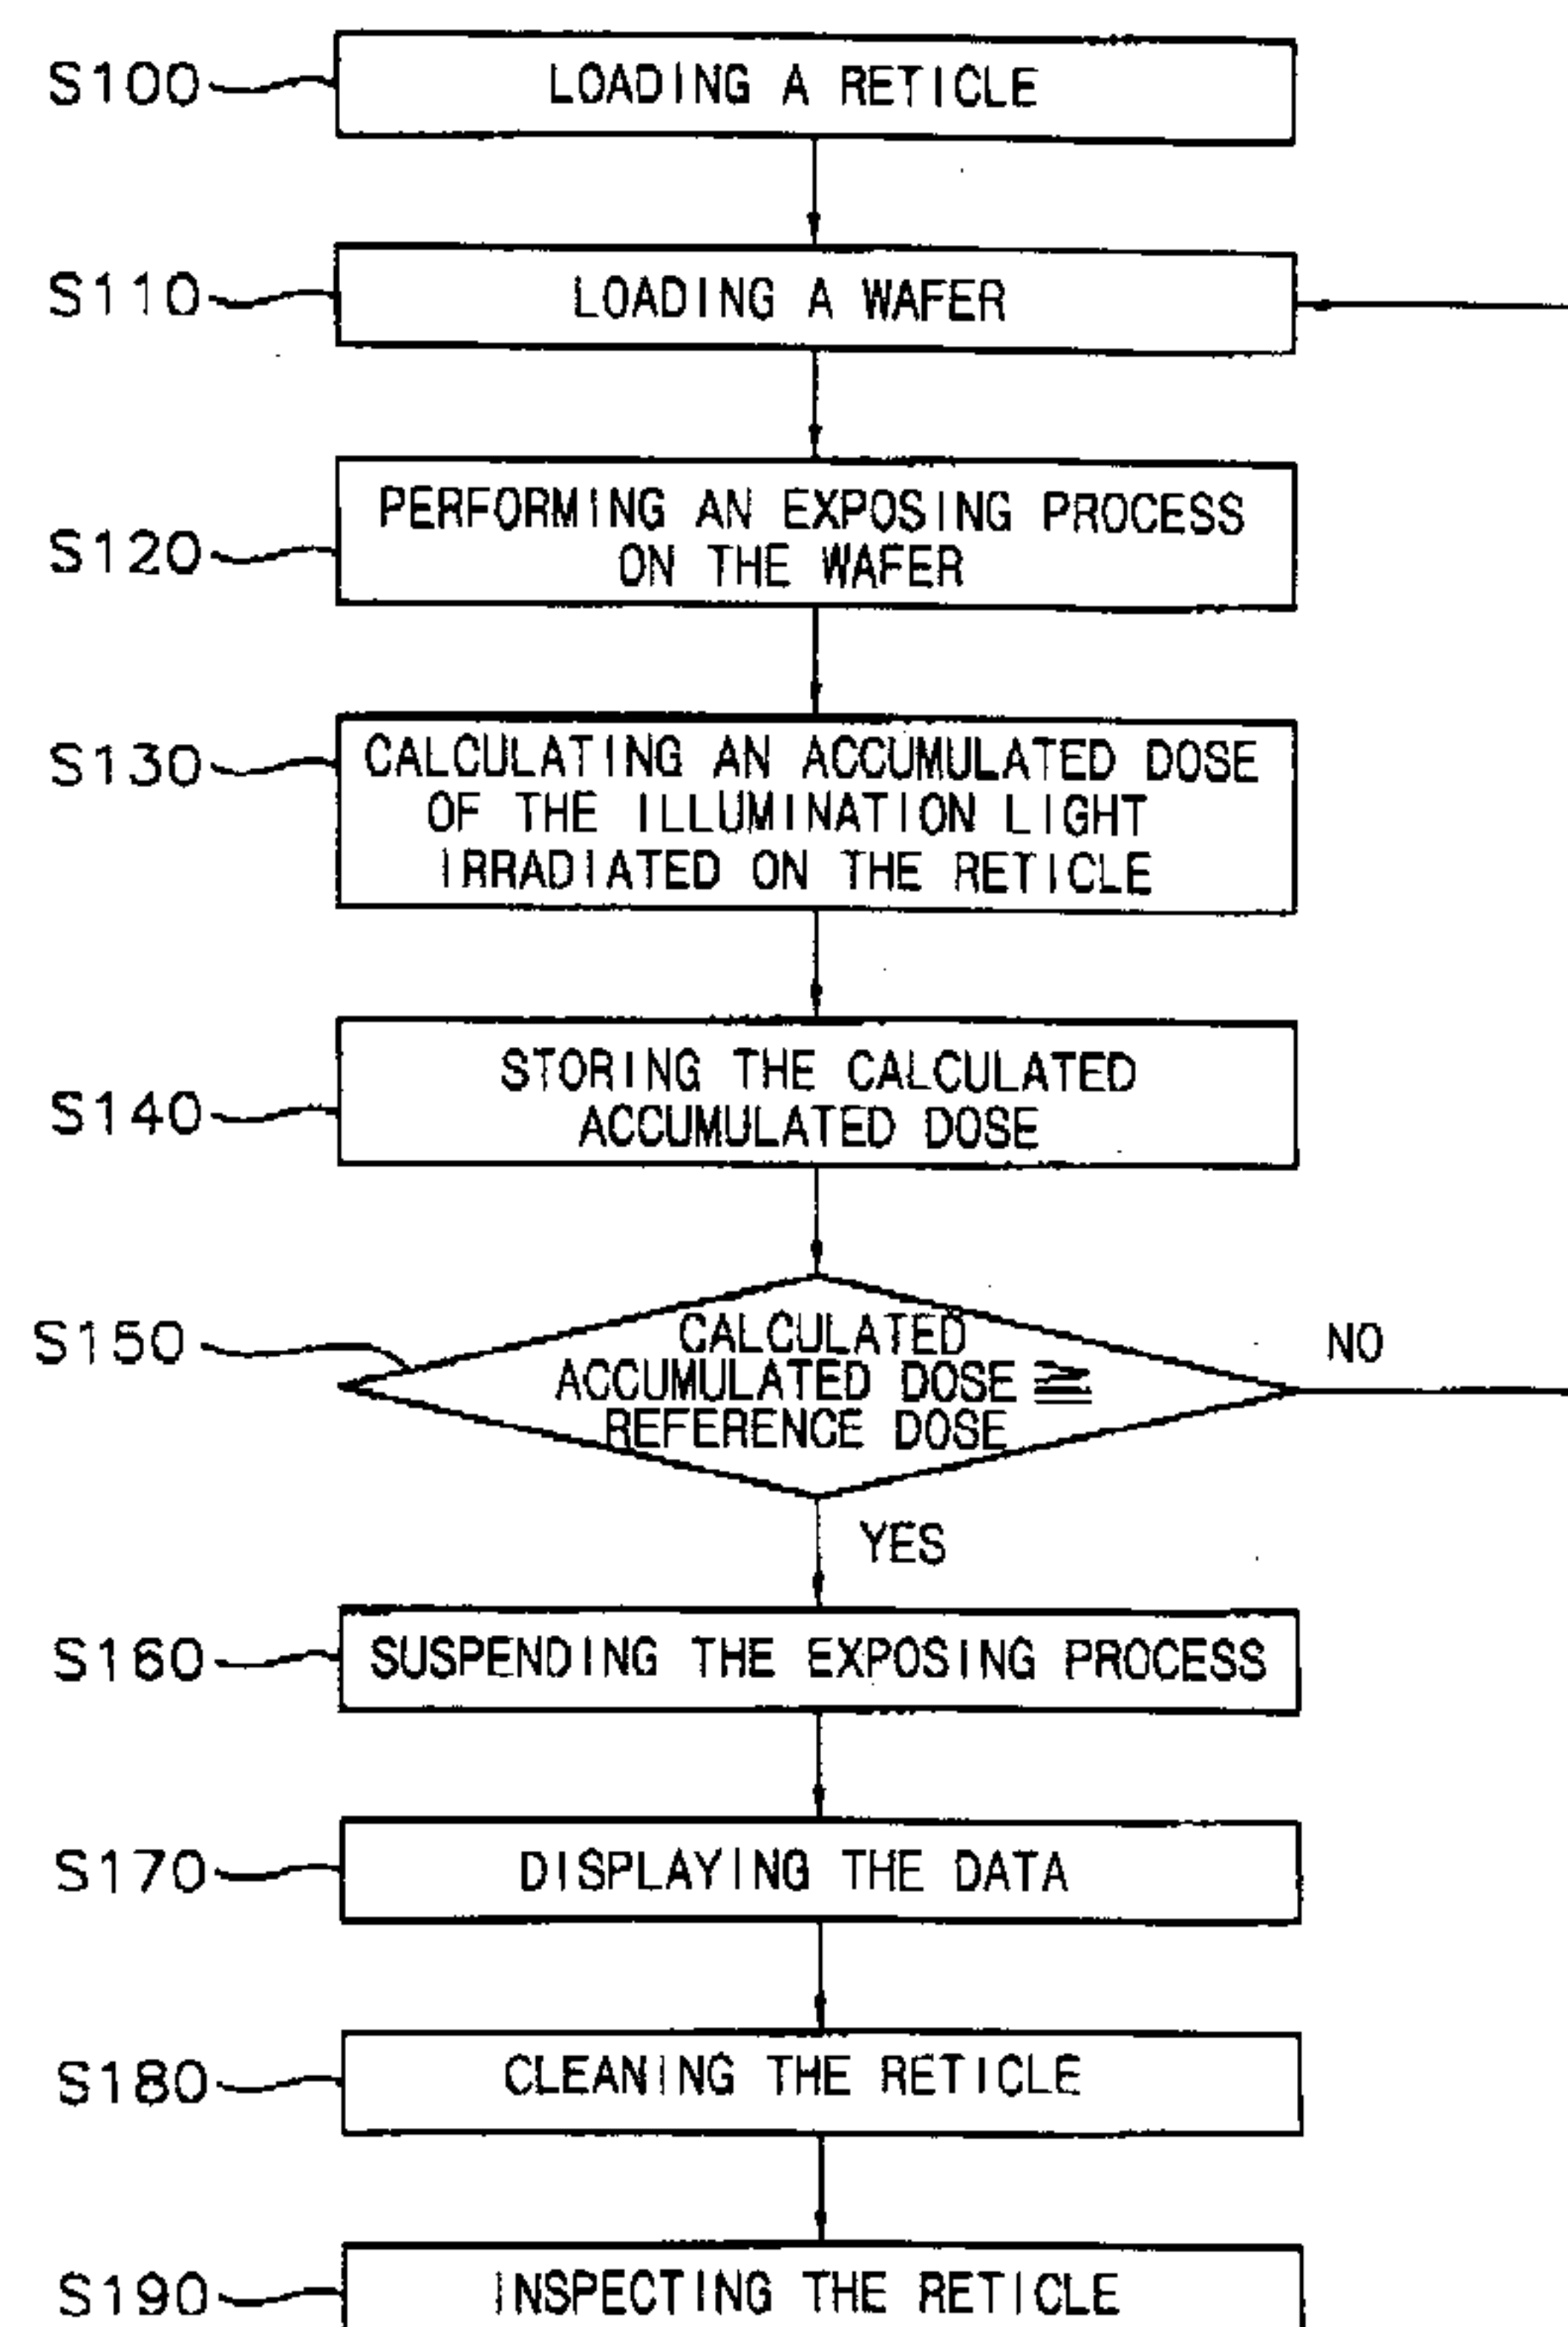 S100
LOADING A RETICLE
S110
LOADING A WAFER
S120
PERFORMING AN EXPOSING PROCESS
ON THE WAFER
S130
CALCULATING AN ACCUMULATED DOSE
OF THE ILLUMINATION LIGHT
IRRADIATED ON THE RETICLE
S140
STORING THE CALCULATED
ACCUMULATED DOSE
S150
CALCULATED
ACCUMULATED DOSE ≧
REFERENCE DOSE
NO
YES
S160
SUSPENDING THE EXPOSING PROCESS
S170
DISPLAYING THE DATA
S180
CLEANING THE RETICLE
S190
INSPECTING THE RETICLE